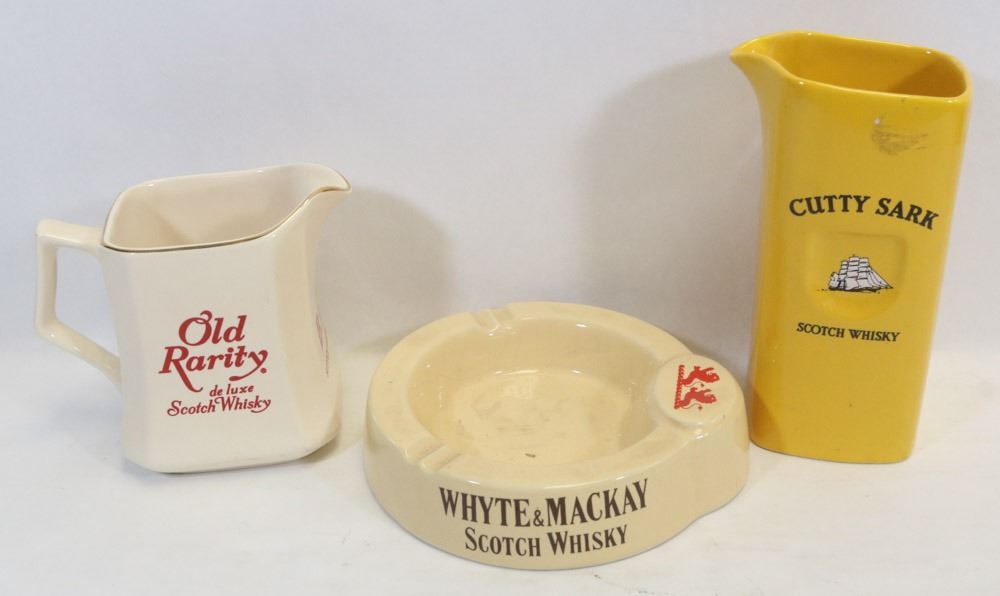 Old
Rarity
de luxe
Scotch Whisky
WHYTE & MACKAY
SCOTCH WHISKY
CUTTY SARK
SCOTCH WHISKY